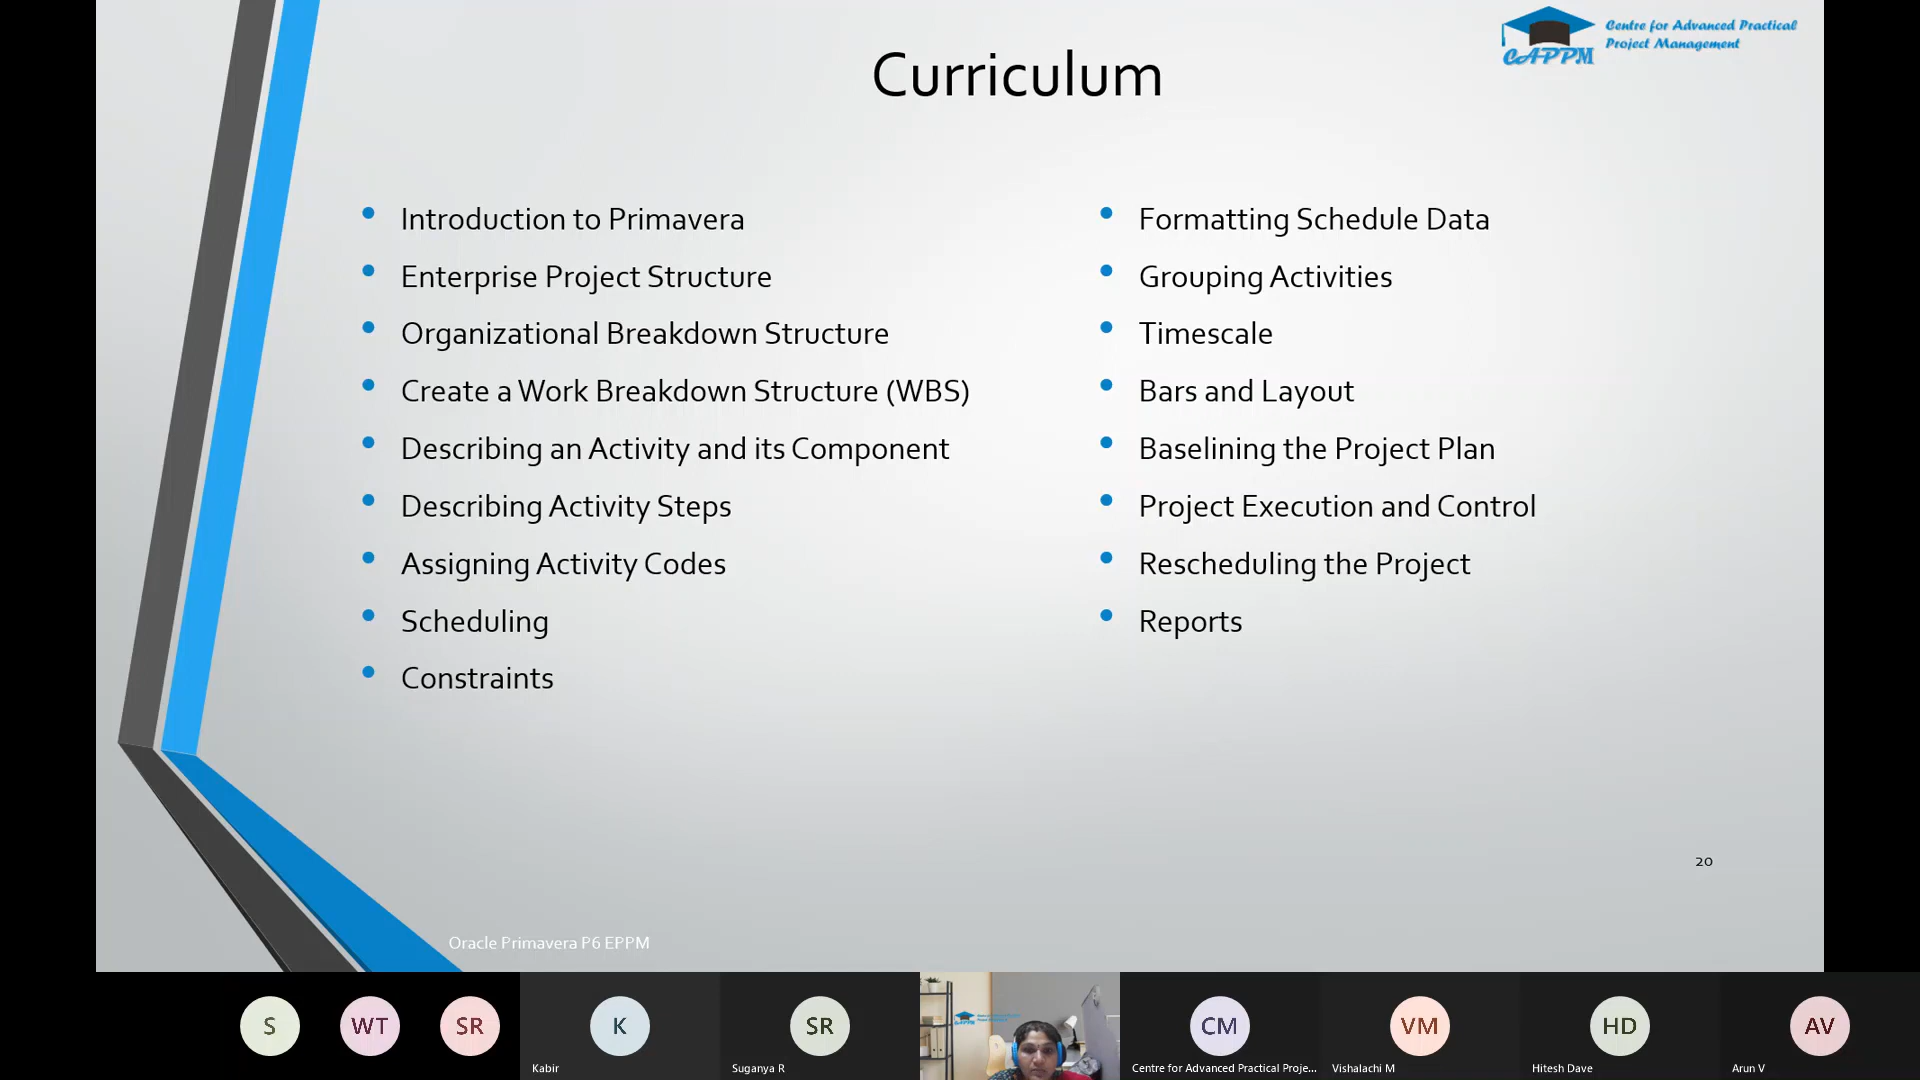 Centre for Advanced Practical
Project Management
CAPPM
Curriculum
Introduction to Primavera
Enterprise Project Structure
Organizational Breakdown Structure
Create a Work Breakdown Structure (WBS)
Describing an Activity and its Component
Describing Activity Steps
Assigning Activity Codes
Scheduling
Constraints
Formatting Schedule Data
Grouping Activities
Timescale
Bars and Layout
Baselining the Project Plan
Project Execution and Control
Rescheduling the Project
Reports
20
Oracle Primavera P6 EPPM
S
WT
SR
K
Kabir
SR
Suganya R
CM
Centre for Advanced Practical Proje...
VM
Vishalachi M
HD
Hitesh Dave
AV
Arun V